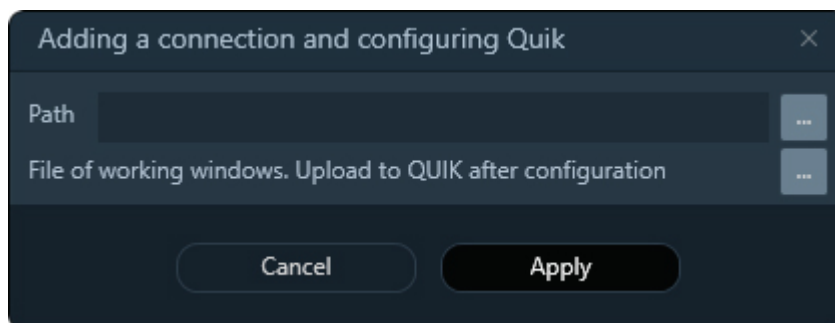 Adding a connection and configuring Quik
Path
...
File of working windows. Upload to QUIK after configuration
...
Cancel
Apply